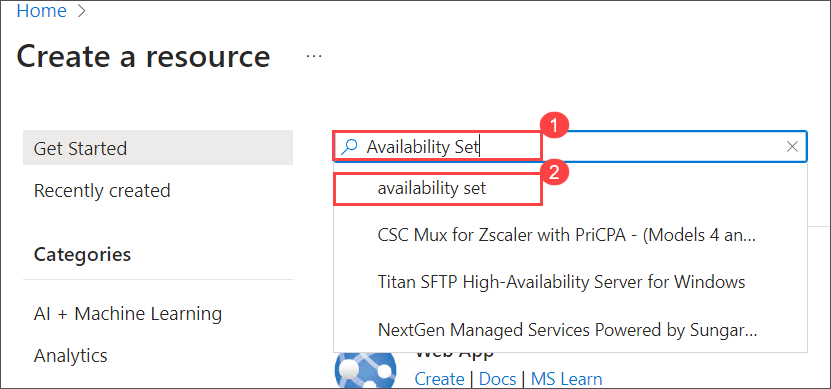 Home >
Create a resource ...
Get Started
Recently created
Categories
AI + Machine Learning
Analytics
1
Availability Set
2
availability set
CSC Mux for Zscaler with PriCPA - (Models 4 an...
Titan SFTP High-Availability Server for Windows
NextGen Managed Services Powered by Sungar...
Web App
Create | Docs | MS Learn